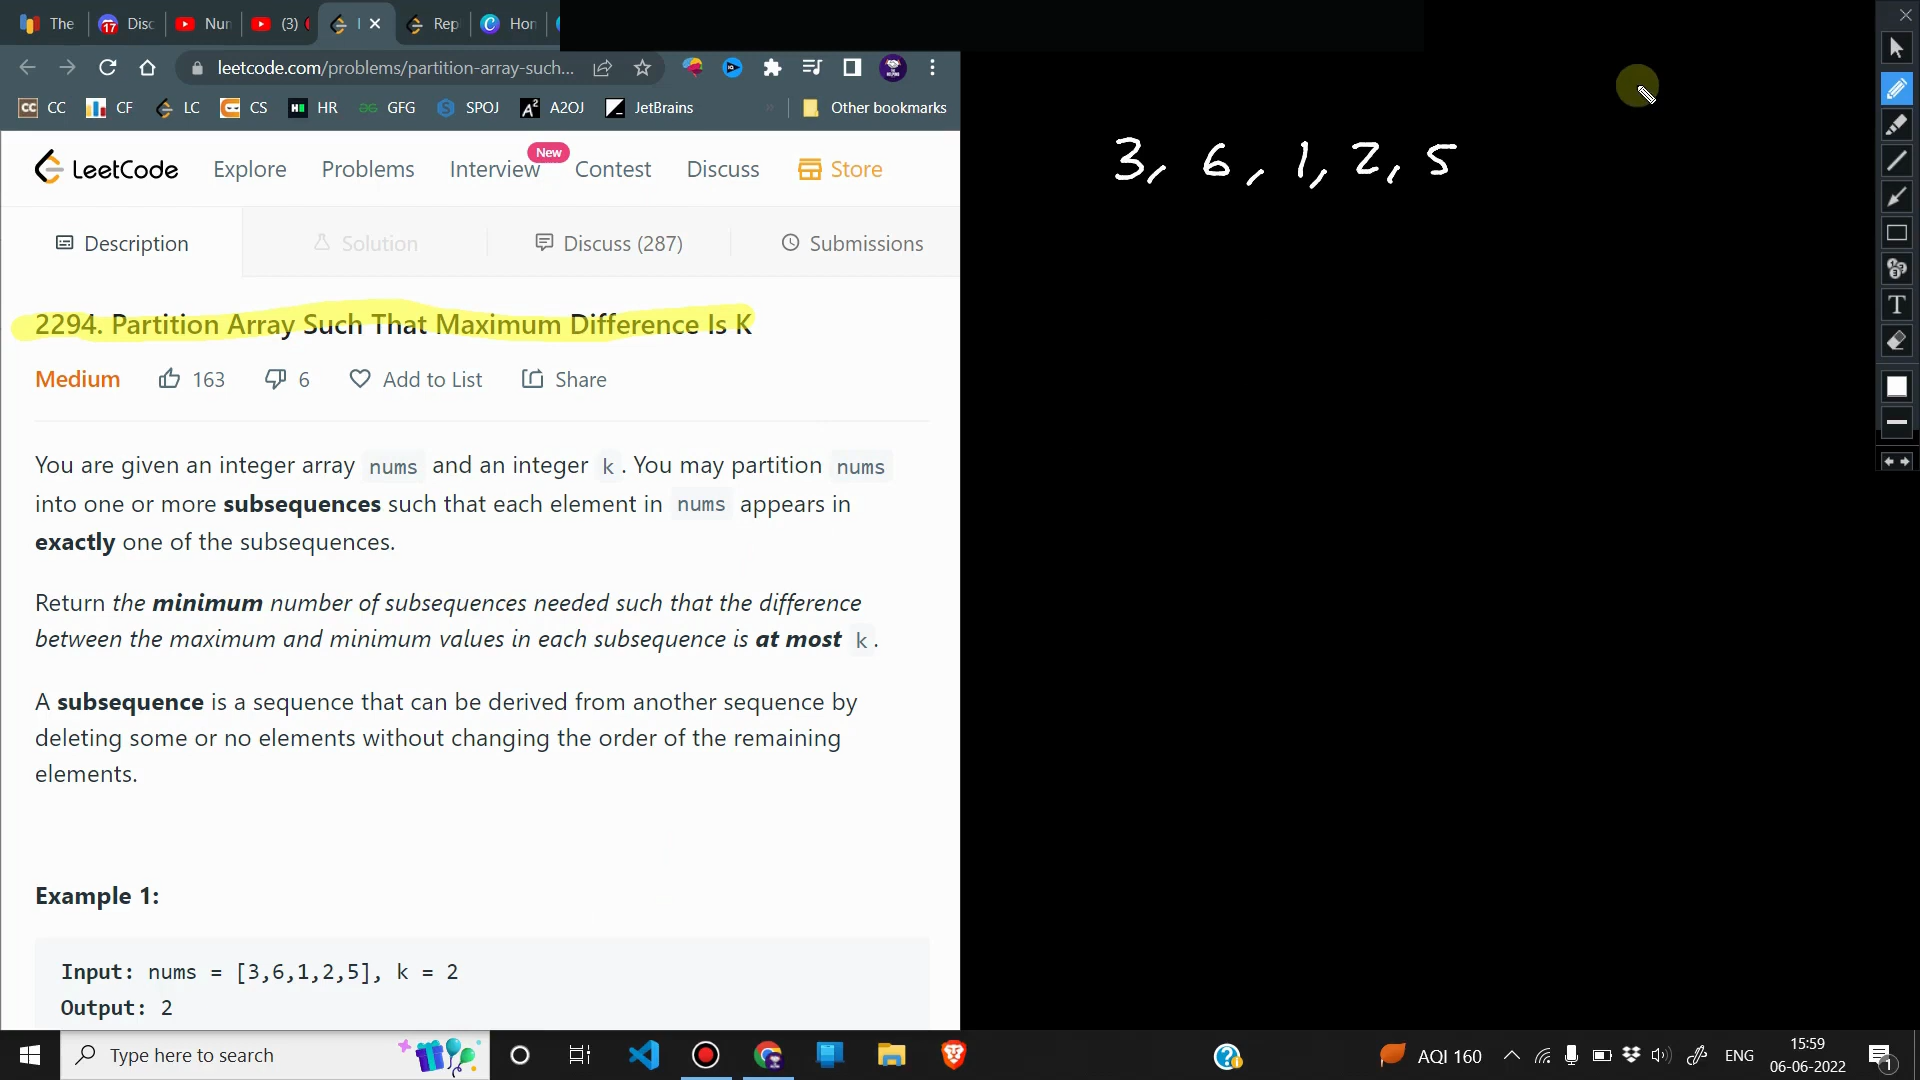 The
17
Disc
Nun
(3)
Rep
Hon
leetcode.com/problems/partition-array-such...
CC CF LC CS HR GFG SPOJ A2OJ JetBrains » Other bookmarks
LeetCode Explore Problems Interview New Contest Discuss Store
Description Solution Discuss (287) Submissions
2294. Partition Array Such That Maximum Difference Is K
Medium 163 6 Add to List Share
You are given an integer array nums and an integer k. You may partition nums
into one or more subsequences such that each element in nums appears in
exactly one of the subsequences.
Return the minimum number of subsequences needed such that the difference
between the maximum and minimum values in each subsequence is at most k.
A subsequence is a sequence that can be derived from another sequence by
deleting some or no elements without changing the order of the remaining
elements.
Example 1:
Input: nums = [3,6,1,2,5], k = 2
Output: 2
3, 6, 1, 2, 5
T
Type here to search
AQI 160
ENG
15:59
06-06-2022
1